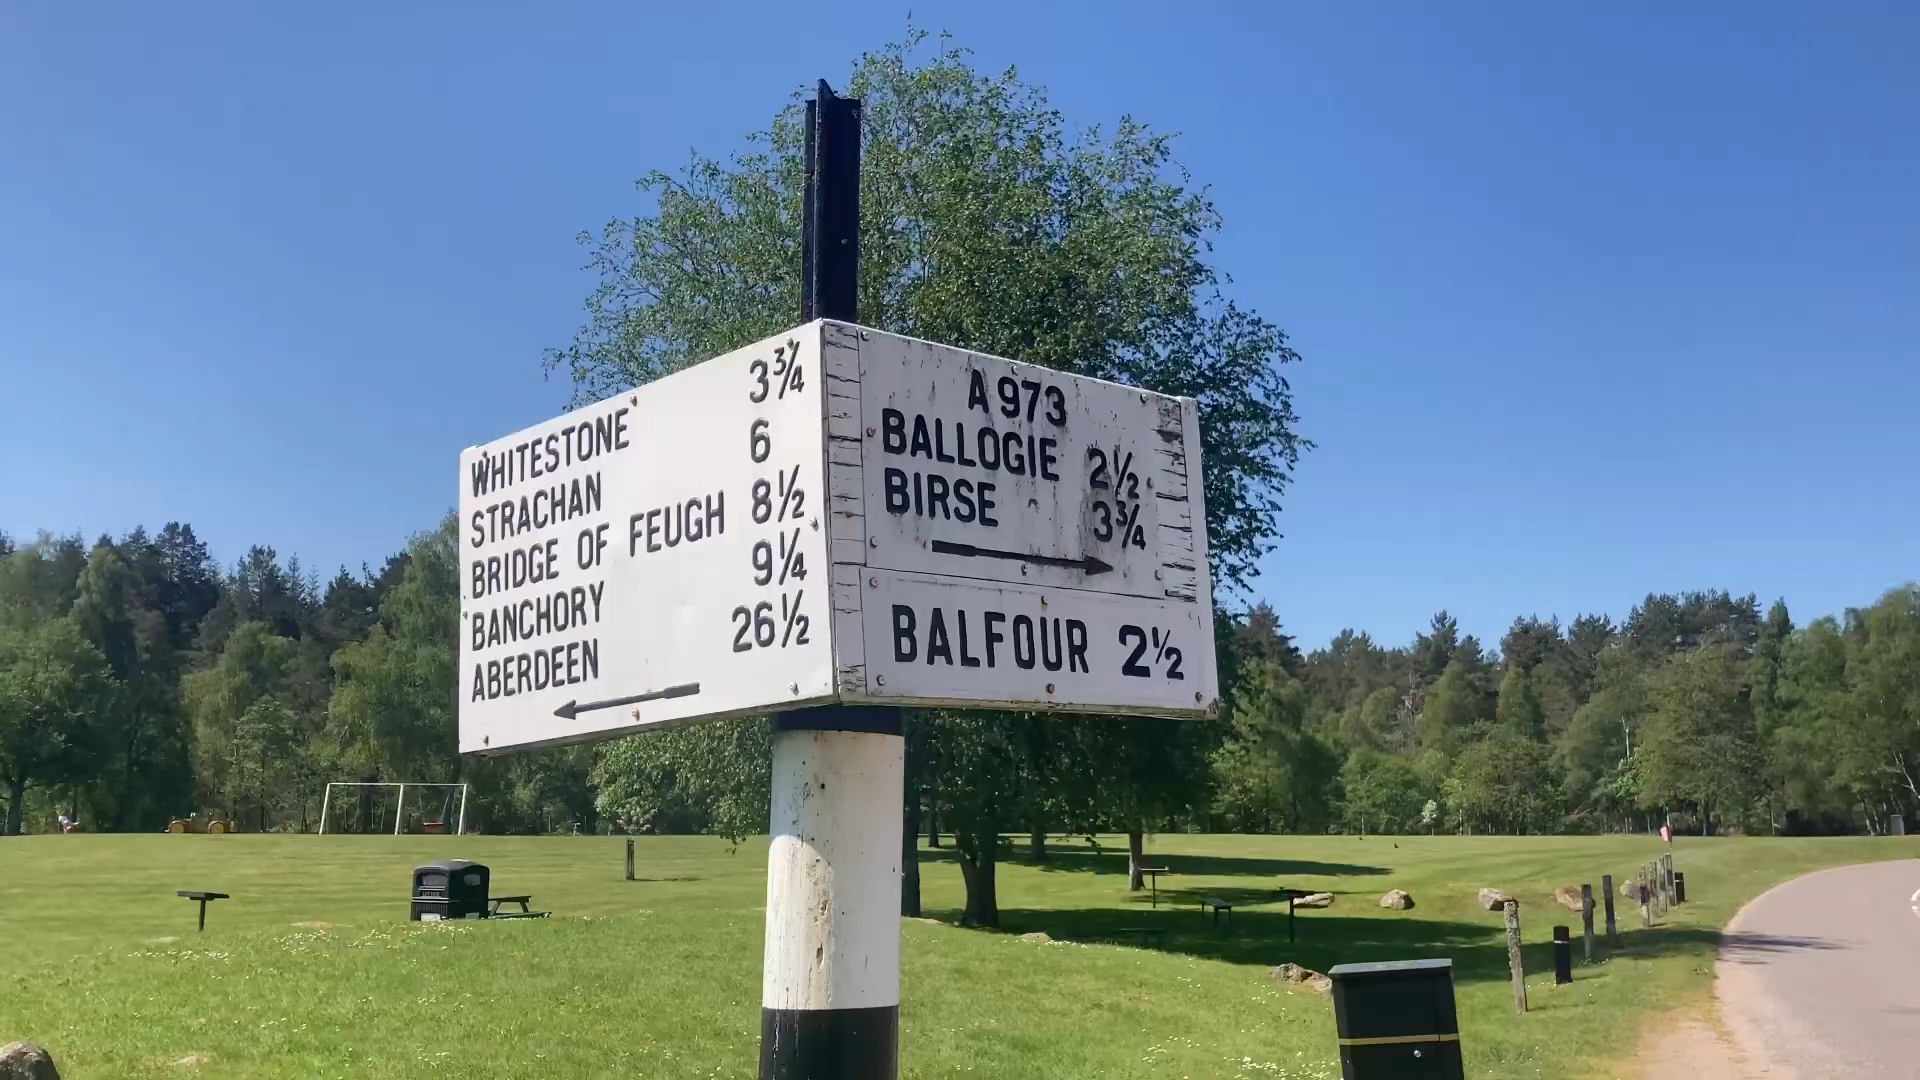 WHITESTONE 3¾
STRACHAN 6
BRIDGE OF FEUGH 8½
BANCHORY 9¼
ABERDEEN 26½
A973
BALLOGIE 2½
BIRSE 3¾
BALFOUR 2½